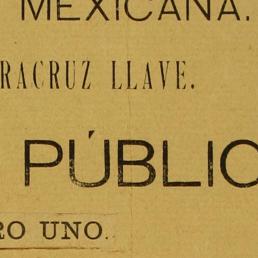 MEXICANA.
RACRUZ LLAVE.
PÚBLIC
RO UNO.